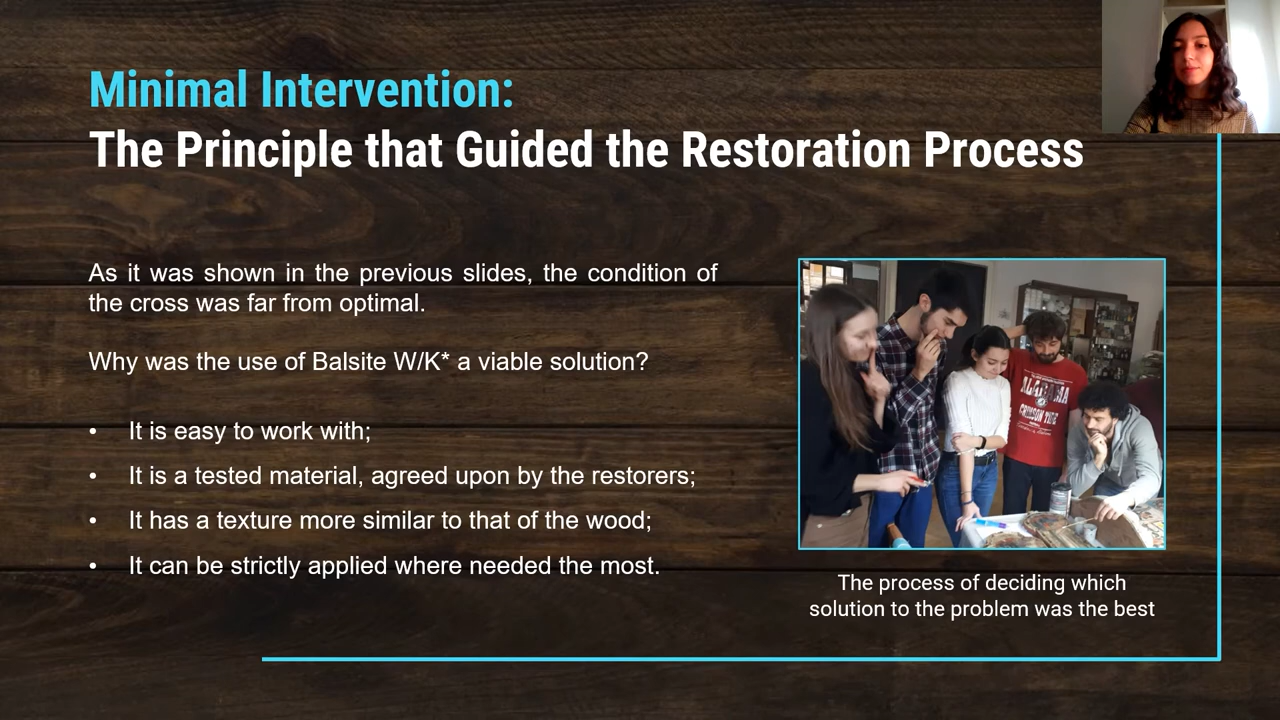 Minimal Intervention:
The Principle that Guided the Restoration Process
As it was shown in the previous slides, the condition of
the cross was far from optimal.
Why was the use of Balsite W/K* a viable solution?
• It is easy to work with;
• It is a tested material, agreed upon by the restorers;
• It has a texture more similar to that of the wood;
• It can be strictly applied where needed the most.
ALABAMA
CRIMSON TIDE
The process of deciding which
solution to the problem was the best